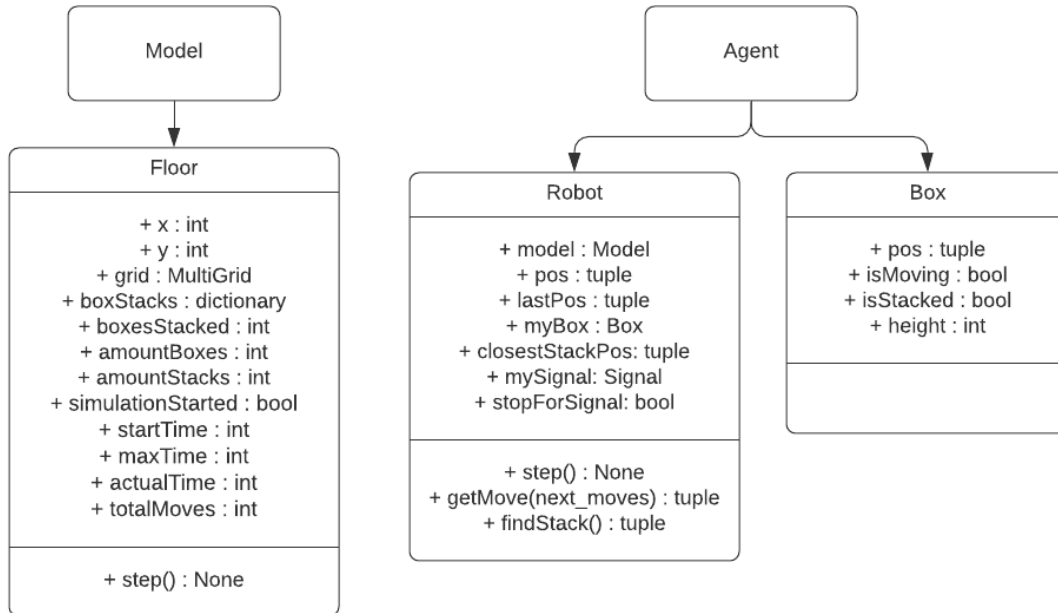 Model
Agent
Floor
+ x : int
+ y : int
+ grid : MultiGrid
+ boxStacks : dictionary
+ boxesStacked : int
+ amountBoxes : int
+ amountStacks : int
+ simulationStarted : bool
+ startTime : int
+ maxTime : int
+ actualTime : int
+ totalMoves : int
+ step() : None
Robot
+ model : Model
+ pos : tuple
+ lastPos : tuple
+ myBox : Box
+ closestStackPos: tuple
+ mySignal: Signal
+ stopForSignal: bool
+ step() : None
+ getMove(next_moves) : tuple
+ findStack() : tuple
Box
+ pos : tuple
+ isMoving : bool
+ isStacked : bool
+ height : int